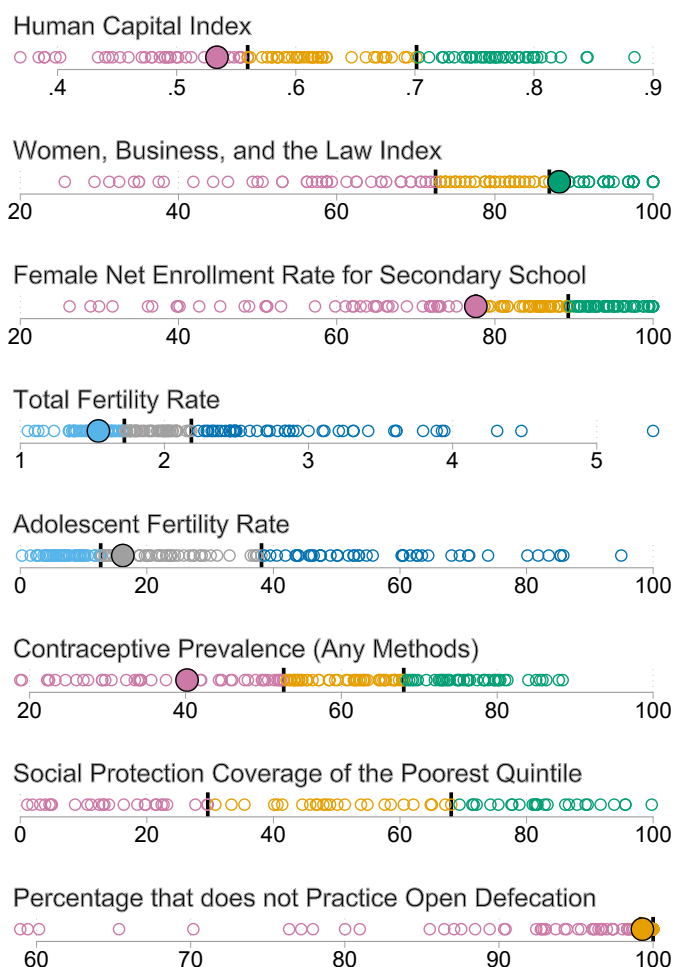 Human Capital Index
.4 .5 .6 .7 .8 .9
Women, Business, and the Law Index
20 40 60 80 100
Female Net Enrollment Rate for Secondary School
20 40 60 80 100
Total Fertility Rate
1 2 3 4 5
Adolescent Fertility Rate
0 20 40 60 80 100
Contraceptive Prevalence (Any Methods)
20 40 60 80 100
Social Protection Coverage of the Poorest Quintile
0 20 40 60 80 100
Percentage that does not Practice Open Defecation
60 70 80 90 100